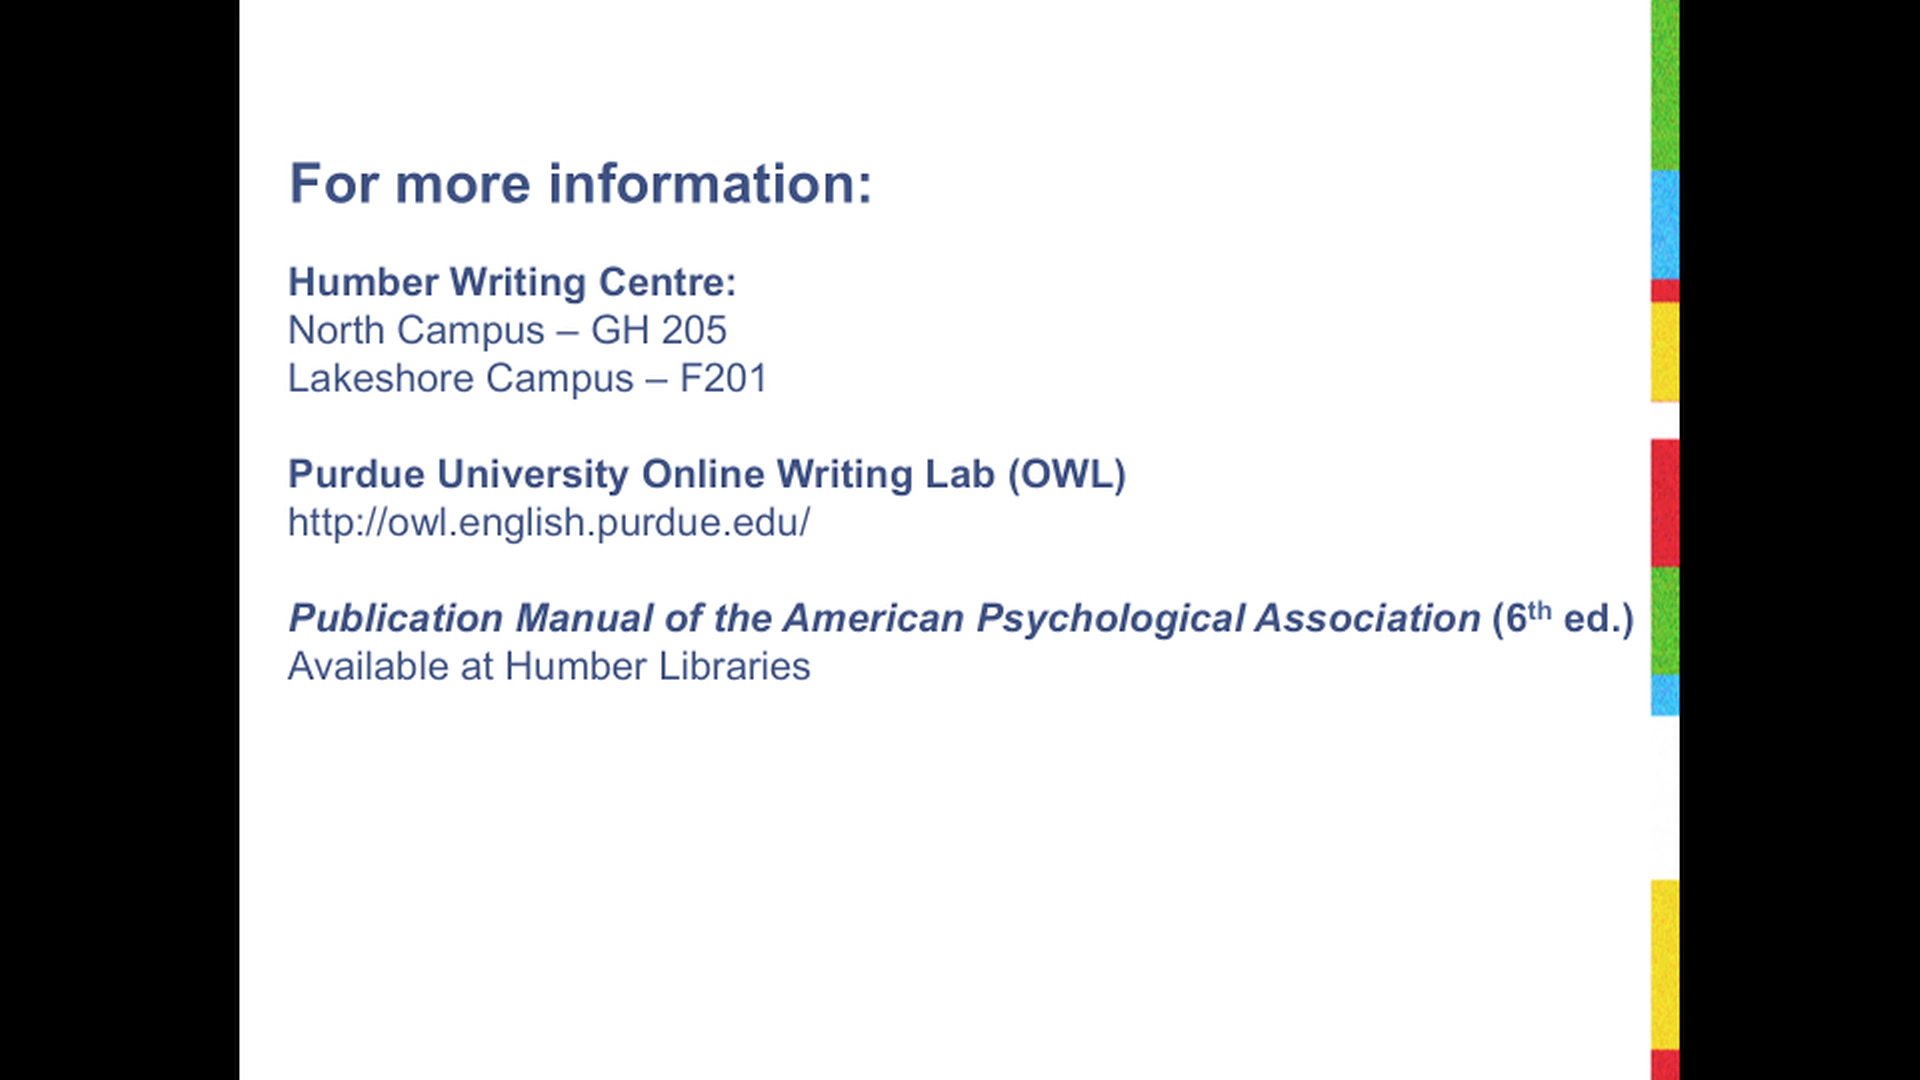 For more information:
Humber Writing Centre:
North Campus – GH 205
Lakeshore Campus – F201
Purdue University Online Writing Lab (OWL)
http://owl.english.purdue.edu/
Publication Manual of the American Psychological Association (6th ed.)
Available at Humber Libraries